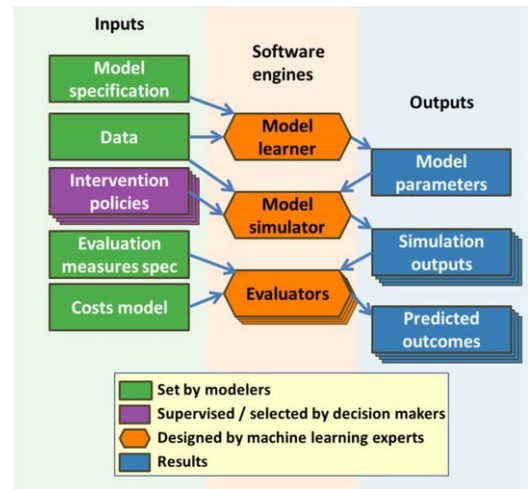 Inputs
Software
engines
Outputs
Model
specification
Data
Intervention
policies
Evaluation
measures spec
Costs model
Model
learner
Model
simulator
Evaluators
Model
parameters
Simulation
outputs
Predicted
outcomes
Set by modelers
Supervised / selected by decision makers
Designed by machine learning experts
Results